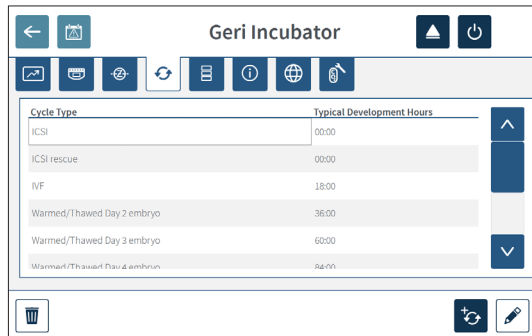 Geri Incubator
Cycle Type Typical Development Hours
ICSI 00:00
ICSI rescue 00:00
IVF 18:00
Warmed/Thawed Day 2 embryo 36:00
Warmed/Thawed Day 3 embryo 60:00
Warmed/Thawed Day 4 embryo 84:00